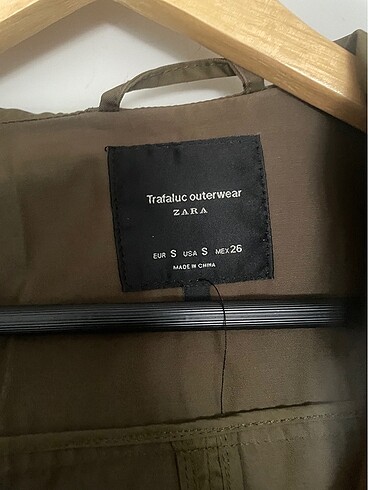 Trafaluc outerwear
ZARA
EUR S USA S MEX 26
MADE IN CHINA